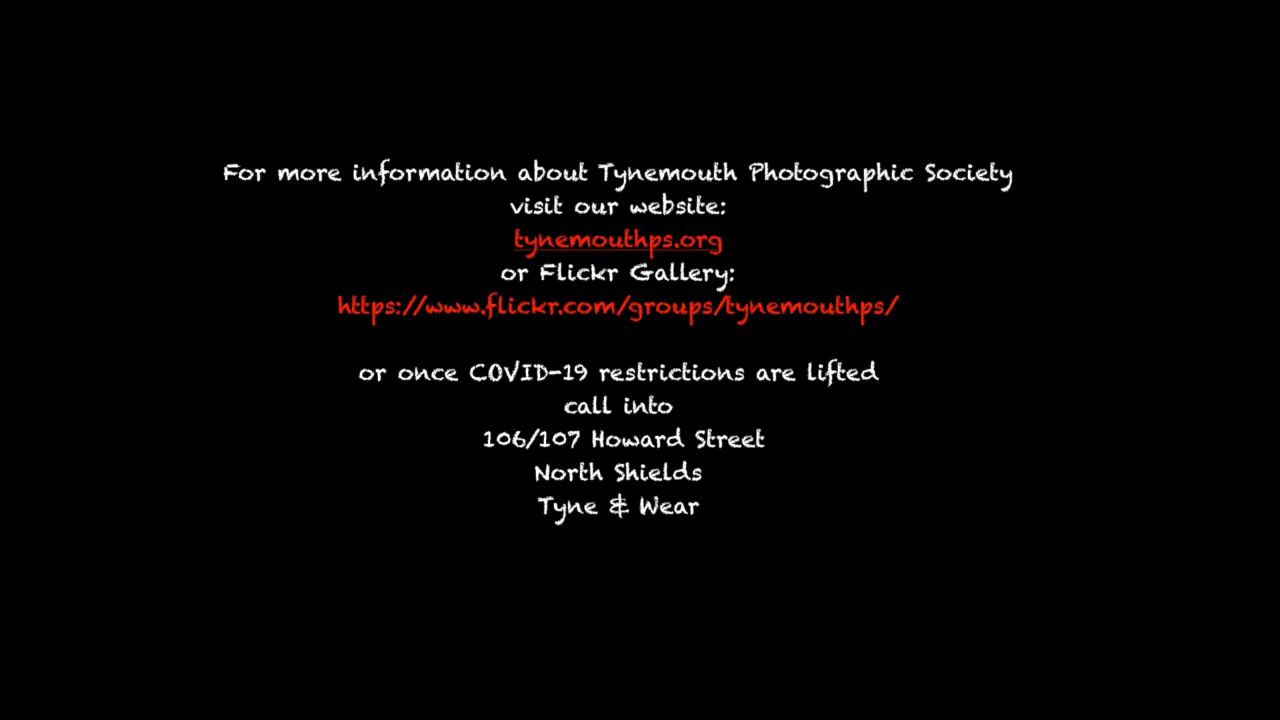 For more information about Tynemouth Photographic Society
visit our website:
tynemouthps.org
or Flickr Gallery:
https://www.flickr.com/groups/tynemouthps/
or once COVID-19 restrictions are lifted
call into
106/107 Howard Street
North Shields
Tyne & Wear